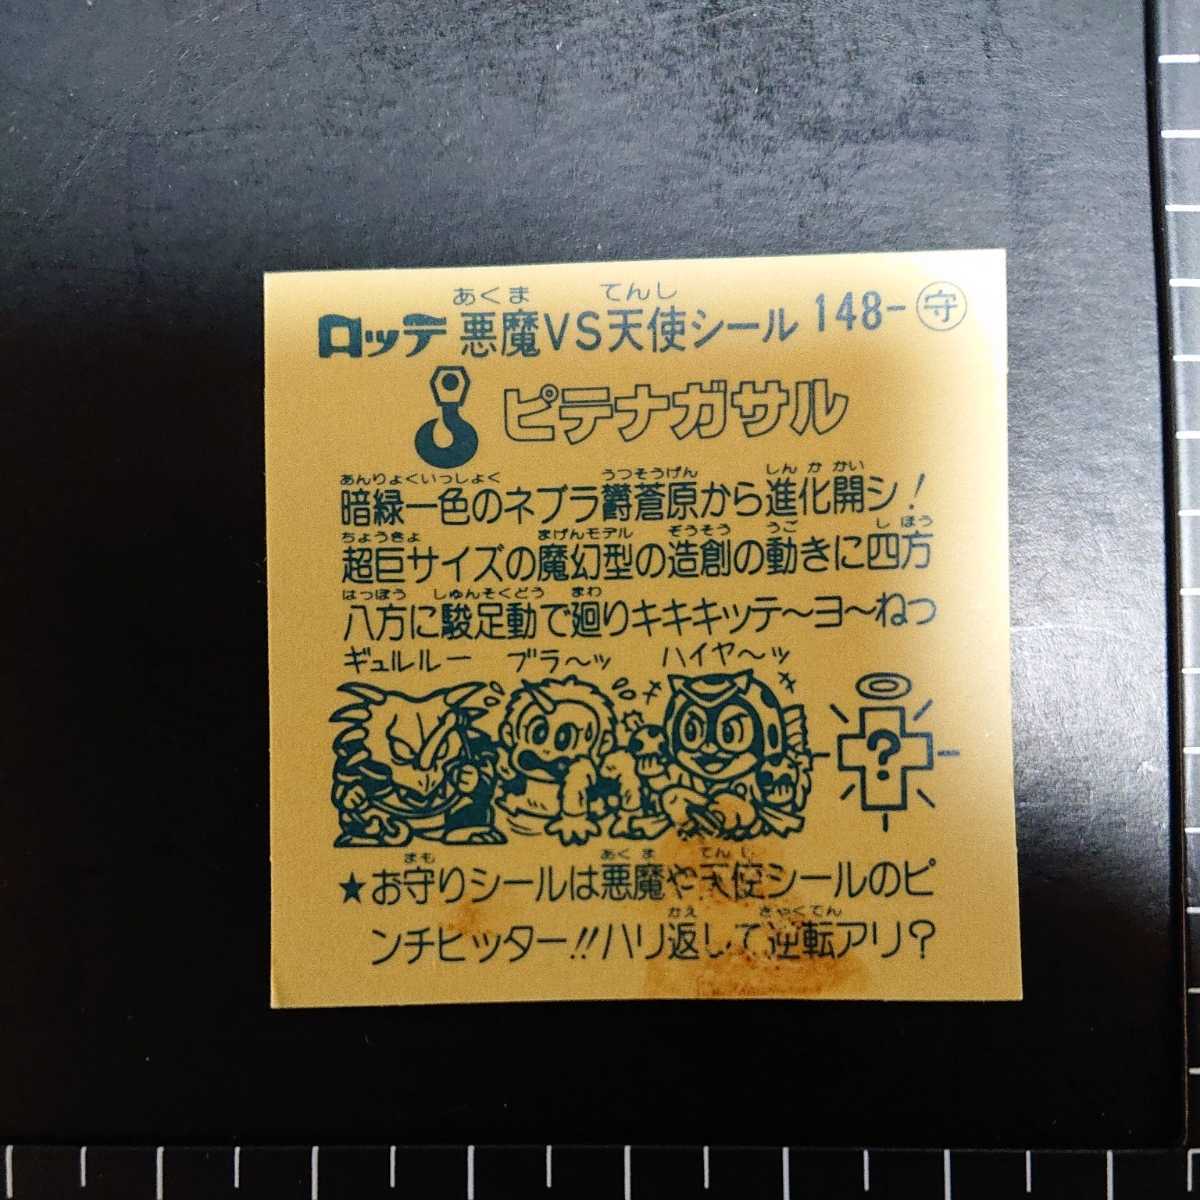 あくま てんし
ロッテ 悪魔VS天使シール 148-守
ピテナガサル
あんりょくいっしょく うつそうげん しんかかい
暗緑一色のネブラ欝蒼原から進化開シ!
ちょうきょ まげんモデル ぞうそう うご しほう
超巨サイズの魔幻型の造創の動きに四方
はっぽう しゅんそくどう まわ
八方に駿足動で廻りキキキッテ〜ヨ〜ねっ
ギュルルー ブラ〜ッ ハイヤ〜ッ
?
まも あくま てんし
★お守りシールは悪魔や天使シールのピ
かえ ぎゃくてん
ンチヒッター!!ハリ返して逆転アリ?